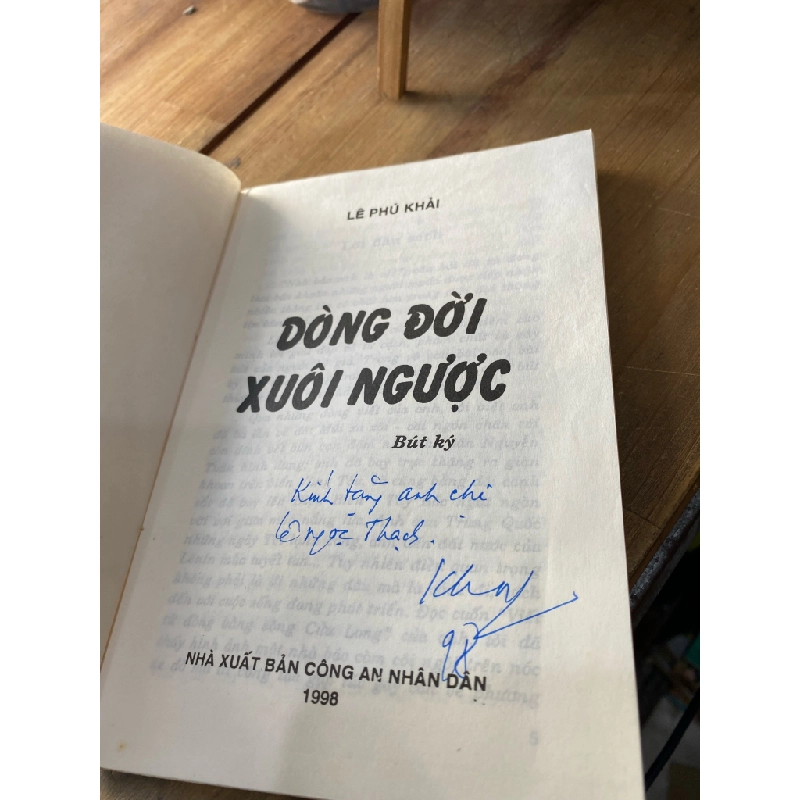 LÊ PHÚ KHẢI
DÒNG ĐỜI
XUÔI NGƯỢC
Bút ký
Kính tặng anh chị
Ngọc Thạch.
98
NHÀ XUẤT BẢN CÔNG AN NHÂN DÂN
1998